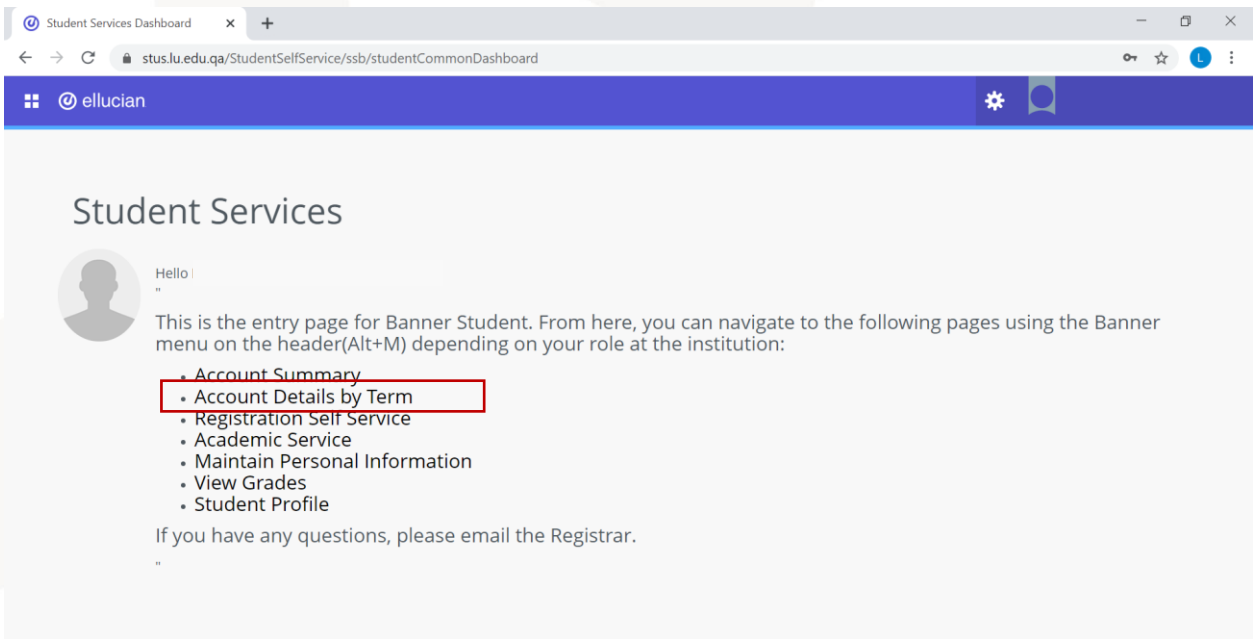 Student Services Dashboard
stus.lu.edu.qa/StudentSelfService/ssb/studentCommonDashboard
L
ellucian
Student Services
Hello
"
This is the entry page for Banner Student. From here, you can navigate to the following pages using the Banner
menu on the header(Alt+M) depending on your role at the institution:
• Account Summary
• Account Details by Term
• Registration Self Service
• Academic Service
• Maintain Personal Information
• View Grades
• Student Profile
If you have any questions, please email the Registrar.
"